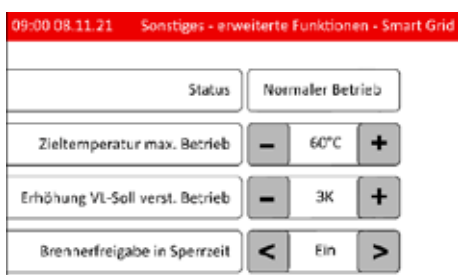 09:00 08.11.21 Sonstiges - erweiterte Funktionen - Smart Grid
Status Normaler Betrieb
Zieltemperatur max. Betrieb − 60°C +
Erhöhung VL-Soll verst. Betrieb − 3K +
Brennerfreigabe in Sperrzeit < Ein >